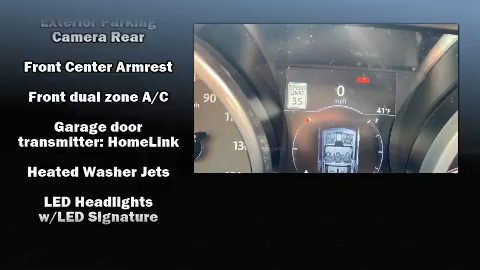 Exterior Parking
Camera Rear
Front Center Armrest
Front dual zone A/C
Garage door
transmitter: HomeLink
Heated Washer Jets
LED Headlights
w/LED Signature
90
SPEED
LIMIT
35
0
mph
41°F